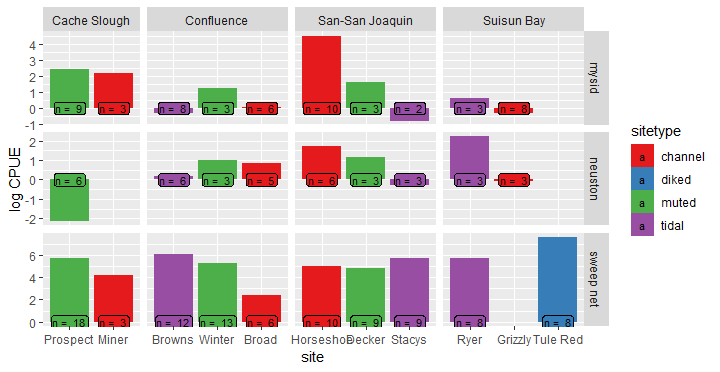 Cache Slough Confluence San-San Joaquin Suisun Bay
4
3
2
1
0
-1
n = 9 n = 3 n = 8 n = 3 n = 6 n = 10 n = 3 n = 2 n = 3 n = 8
mysid
2
1
0
-1
-2
n = 6 n = 6 n = 3 n = 5 n = 6 n = 3 n = 3 n = 3 n = 3
neuston
6
4
2
0
n = 18 n = 3 n = 12 n = 13 n = 6 n = 10 n = 9 n = 9 n = 8 n = 8
sweep net
Prospect Miner Browns Winter Broad Horseshoe Decker Stacys Ryer Grizzly Tule Red
site
log CPUE
sitetype
a channel
a diked
a muted
a tidal